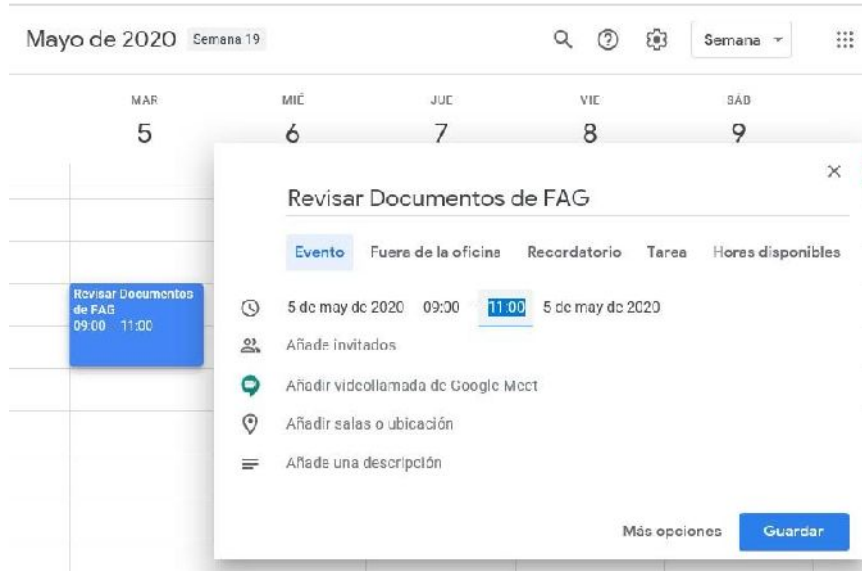 Mayo de 2020 Semana 19 Semana
MAR MIÉ JUE VIE SÁB
5 6 7 8 9
Revisar Documentos de FAG
Evento Fuera de la oficina Recordatorio Tarea Horas disponibles
Revisar Documentos
de FAG
09:00 11:00
5 de may de 2020 09:00 11:00 5 de may de 2020
Añade invitados
Añadir videollamada de Google Meet
Añadir salas o ubicación
Añade una descripción
Más opciones Guardar